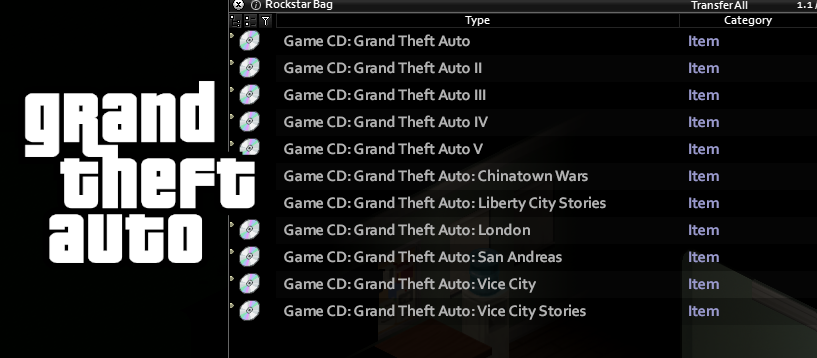 Rockstar Bag Transfer All 1.1/
Type Category
Game CD: Grand Theft Auto Item
Game CD: Grand Theft Auto II Item
Game CD: Grand Theft Auto III Item
Game CD: Grand Theft Auto IV Item
Game CD: Grand Theft Auto V Item
Game CD: Grand Theft Auto: Chinatown Wars Item
Game CD: Grand Theft Auto: Liberty City Stories Item
Game CD: Grand Theft Auto: London Item
Game CD: Grand Theft Auto: San Andreas Item
Game CD: Grand Theft Auto: Vice City Item
Game CD: Grand Theft Auto: Vice City Stories Item
grand
theft
auto